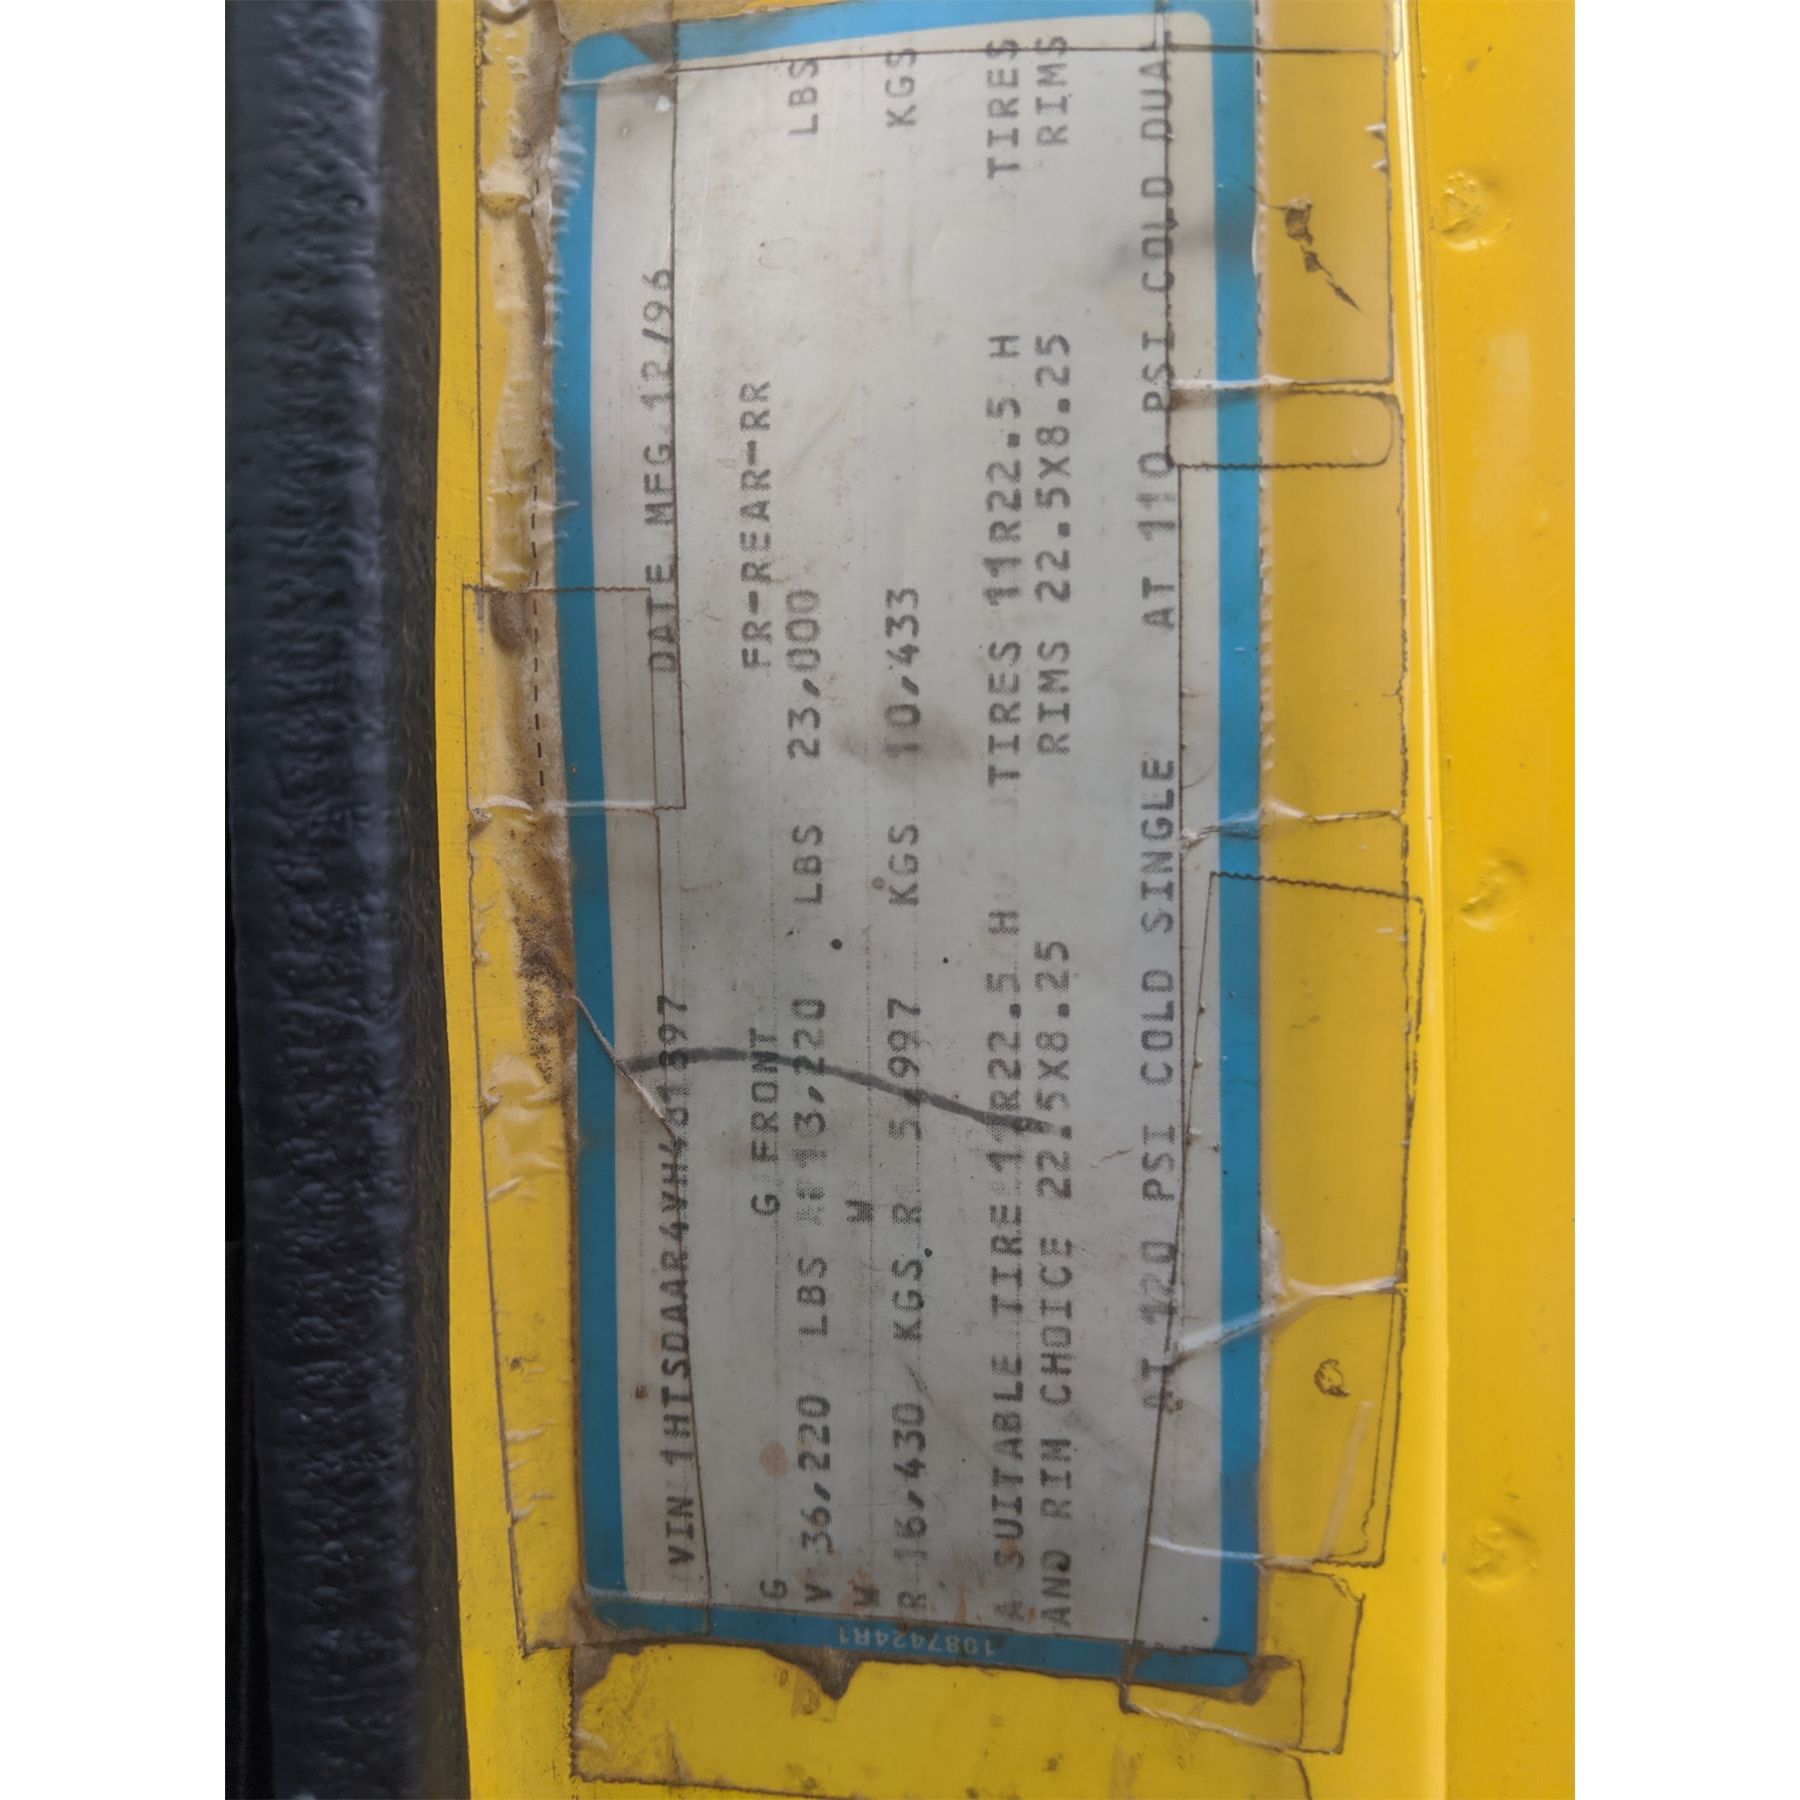 VIN DATE MFG 12/96
G G FRONT FR-REAR-RR
V 36,220 LBS A 13,220 LBS 23,000 LBS
W W
R 16,430 KGS R 5,997 KGS 10,433 KGS
A SUITABLE TIRE 11R22.5 H TIRES 11R22.5 H TIRES
AND RIM CHOICE 22.5X8.25 RIMS 22.5X8.25 RIMS
AT 120 PSI COLD SINGLE AT 110 PSI COLD DUAL
1087424R1